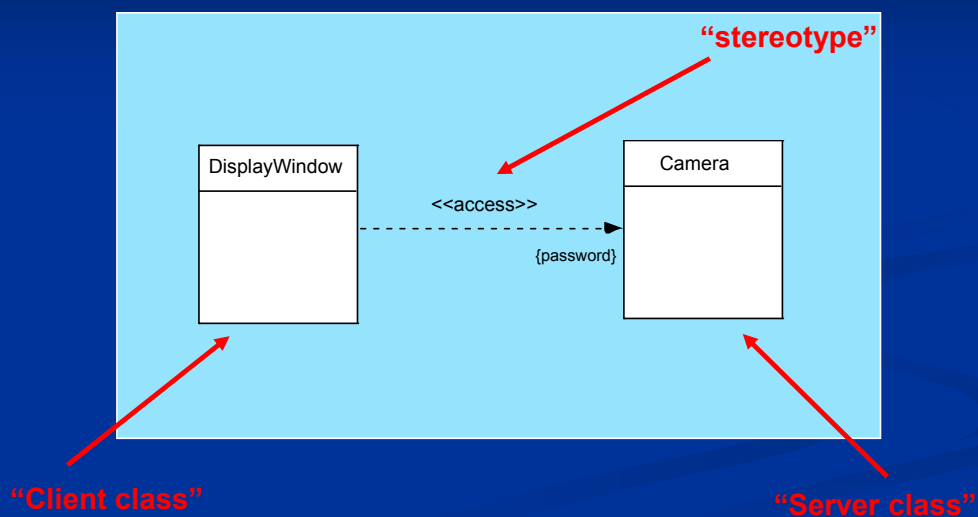 “stereotype”
DisplayWindow
Camera
<<access>>
{password}
“Client class”
“Server class”